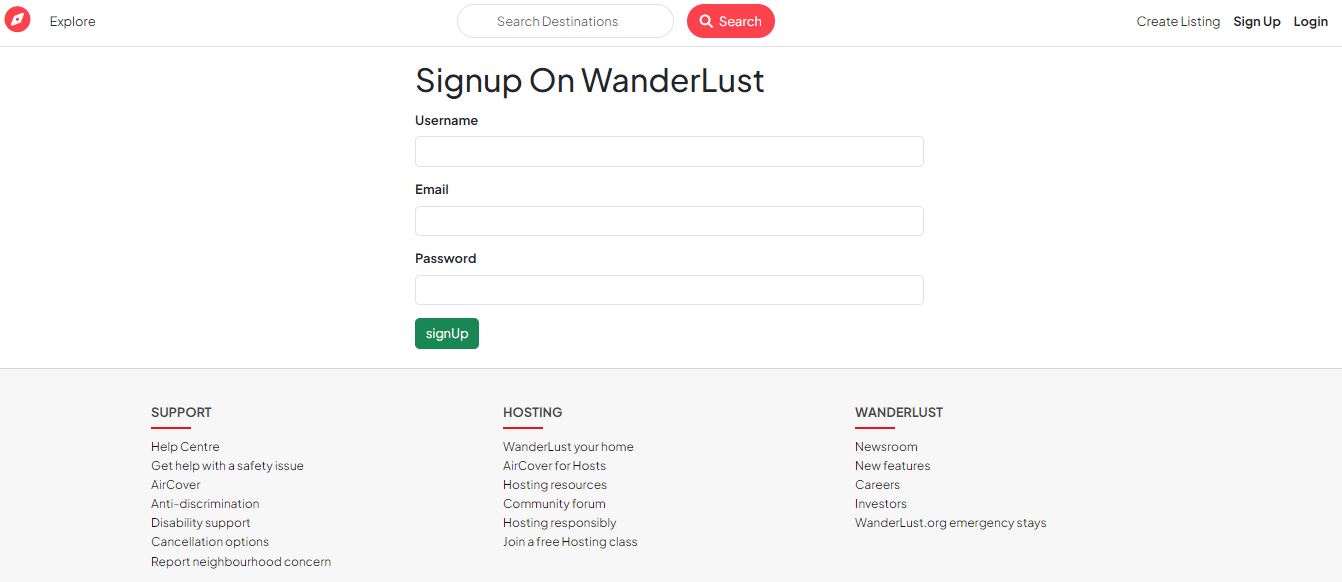 Explore Search Destinations Search Create Listing Sign Up Login
Signup On WanderLust
Username
Email
Password
signUp
SUPPORT
Help Centre
Get help with a safety issue
AirCover
Anti-discrimination
Disability support
Cancellation options
Report neighbourhood concern
HOSTING
WanderLust your home
AirCover for Hosts
Hosting resources
Community forum
Hosting responsibly
Join a free Hosting class
WANDERLUST
Newsroom
New features
Careers
Investors
WanderLust.org emergency stays